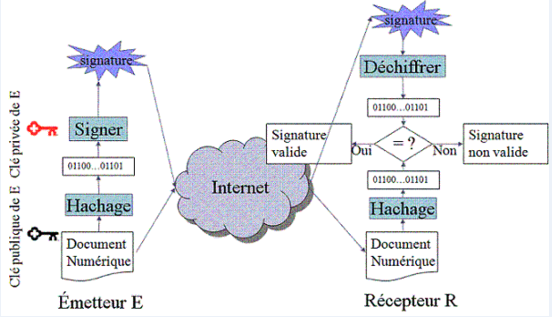 signature
Clé privée de E
Signer
01100...01101
Hachage
Clé publique de E
Document
Numérique
Émetteur E
Internet
signature
Déchiffrer
01100...01101
Signature
valide
Oui
= ?
Non
Signature
non valide
01100...01101
Hachage
Document
Numérique
Récepteur R